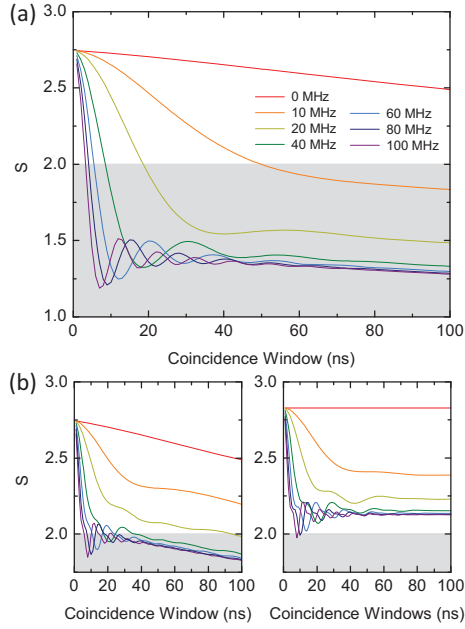 (a)
3.0
2.5
2.0
1.5
1.0
S
0 MHz
10 MHz
20 MHz
40 MHz
60 MHz
80 MHz
100 MHz
0 20 40 60 80 100
Coincidence Window (ns)
(b)
3.0
2.5
2.0
S
0 20 40 60 80 100
Coincidence Window (ns)
3.0
2.5
2.0
0 20 40 60 80 100
Coincidence Windows (ns)